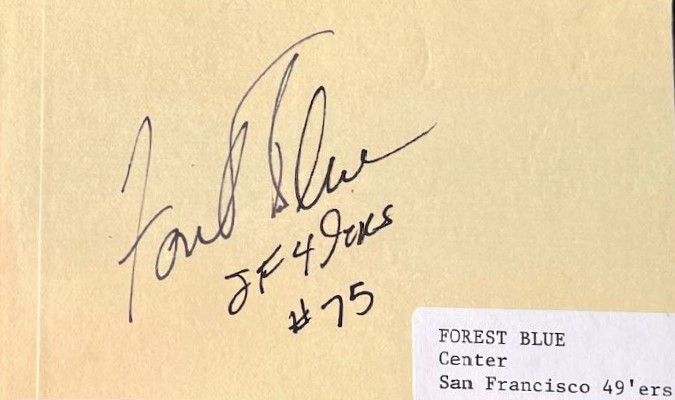 Forest Blue
SF 49ers
#75
FOREST BLUE
Center
San Francisco 49'ers